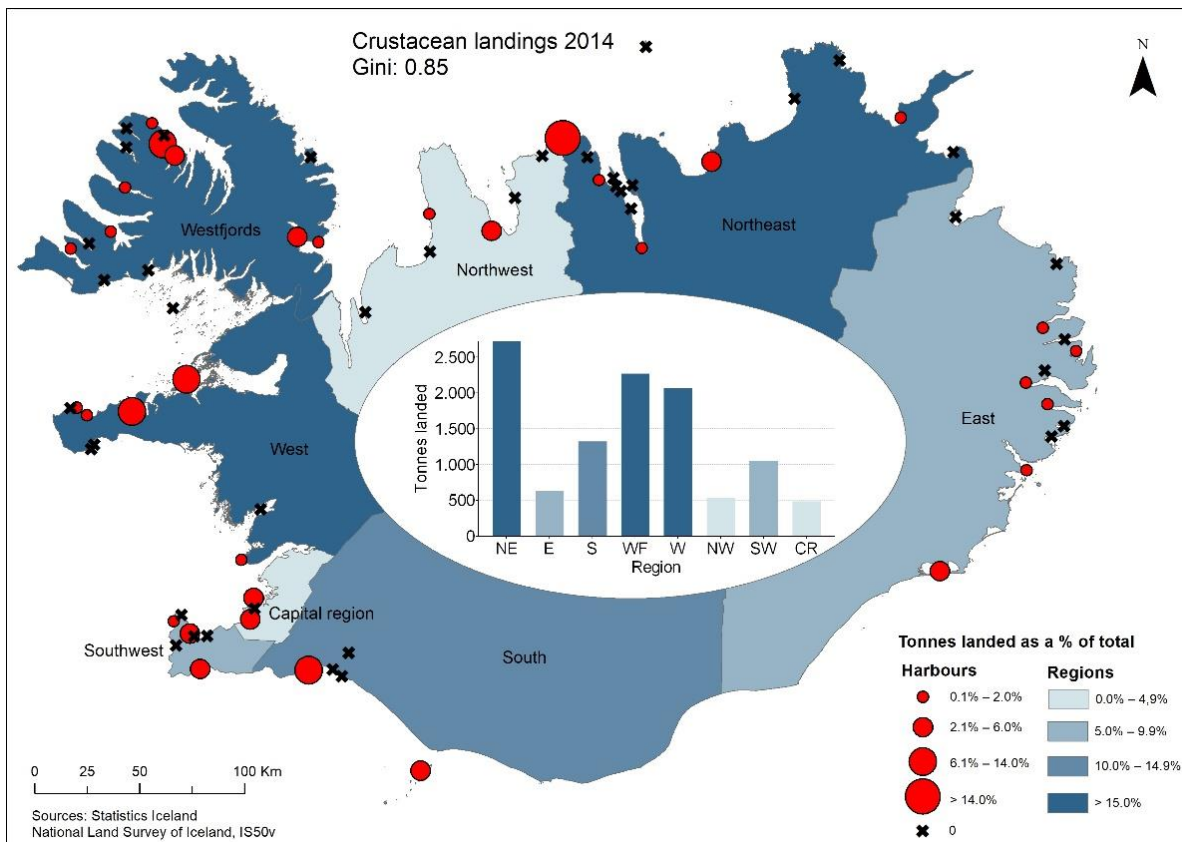 Crustacean landings 2014
Gini: 0.85
N
Westfjords
Northwest
Northeast
West
East
Capital region
Southwest
South
Tonnes landed
2.500
2.000
1.500
1.000
500
0
NE E S WF W NW SW CR
Region
Tonnes landed as a % of total
Harbours
0.1% – 2.0%
2.1% – 6.0%
6.1% – 14.0%
> 14.0%
0
Regions
0.0% – 4,9%
5.0% – 9.9%
10.0% – 14.9%
> 15.0%
0 25 50 100 Km
Sources: Statistics Iceland
National Land Survey of Iceland, IS50v